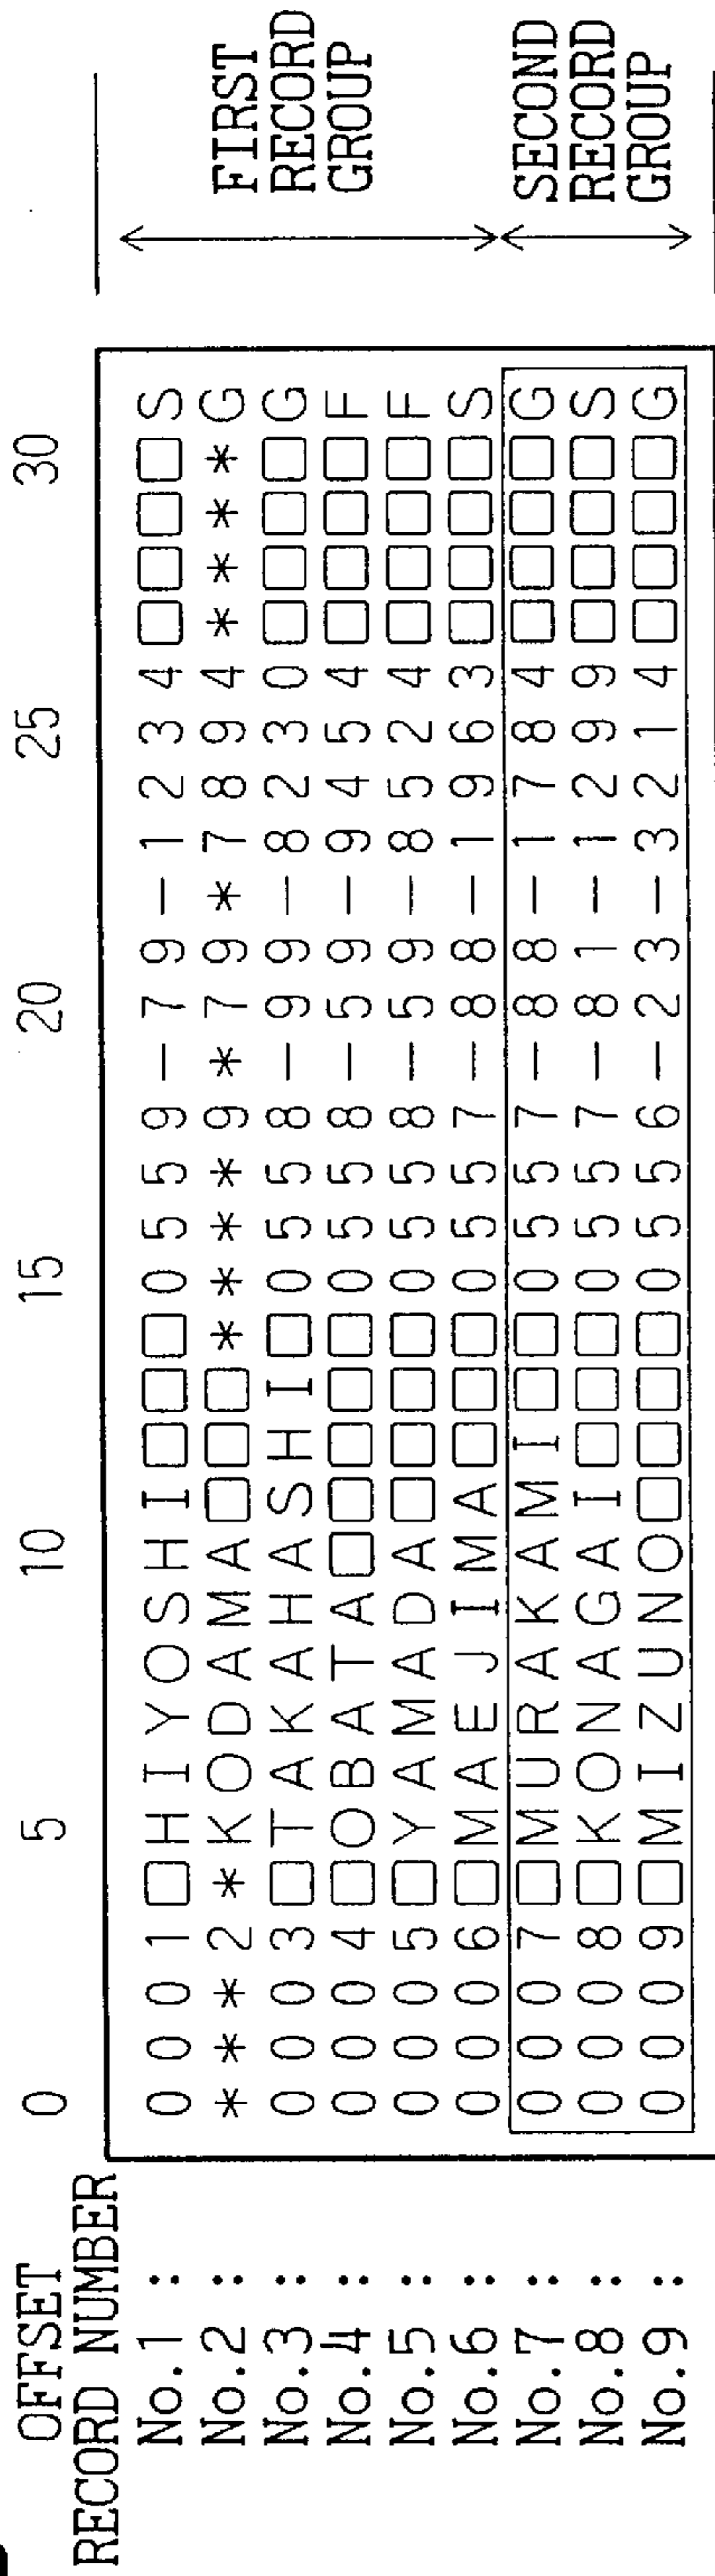 OFFSET 0 5 10 15 20 25 30
RECORD NUMBER
No.1 : 0001□HIYOSHI□□□0559-79-1234□□□□S
No.2 : ***2*KODAMA□□□****9*79*7894****G
No.3 : 0003□TAKAHASHI□0558-99-8230□□□□G
No.4 : 0004□OBATA□□□□□0558-59-9454□□□□F
No.5 : 0005□YAMADA□□□□0558-59-8524□□□□F
No.6 : 0006□MAEJIMA□□□0557-88-1963□□□□S
No.7 : 0007□MURAKAMI□□0557-88-1784□□□□G
No.8 : 0008□KONAGAI□□□0557-81-1299□□□□S
No.9 : 0009□MIZUNO□□□□0556-23-3214□□□□G
FIRST
RECORD
GROUP
SECOND
RECORD
GROUP